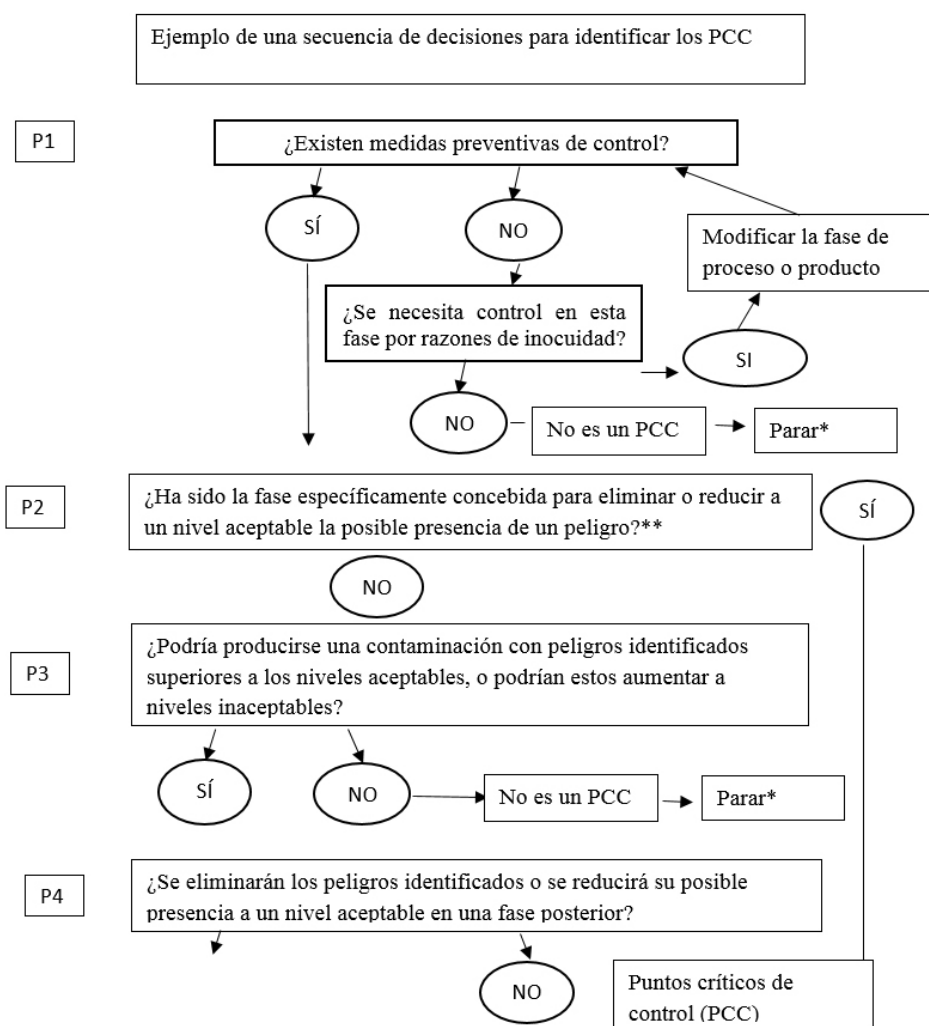 Ejemplo de una secuencia de decisiones para identificar los PCC
P1
¿Existen medidas preventivas de control?
SÍ
NO
Modificar la fase de
proceso o producto
¿Se necesita control en esta
fase por razones de inocuidad?
SI
NO
No es un PCC
Parar*
P2
¿Ha sido la fase específicamente concebida para eliminar o reducir a
un nivel aceptable la posible presencia de un peligro?**
SÍ
NO
P3
¿Podría producirse una contaminación con peligros identificados
superiores a los niveles aceptables, o podrían estos aumentar a
niveles inaceptables?
SÍ
NO
No es un PCC
Parar*
P4
¿Se eliminarán los peligros identificados o se reducirá su posible
presencia a un nivel aceptable en una fase posterior?
NO
Puntos críticos de
control (PCC)